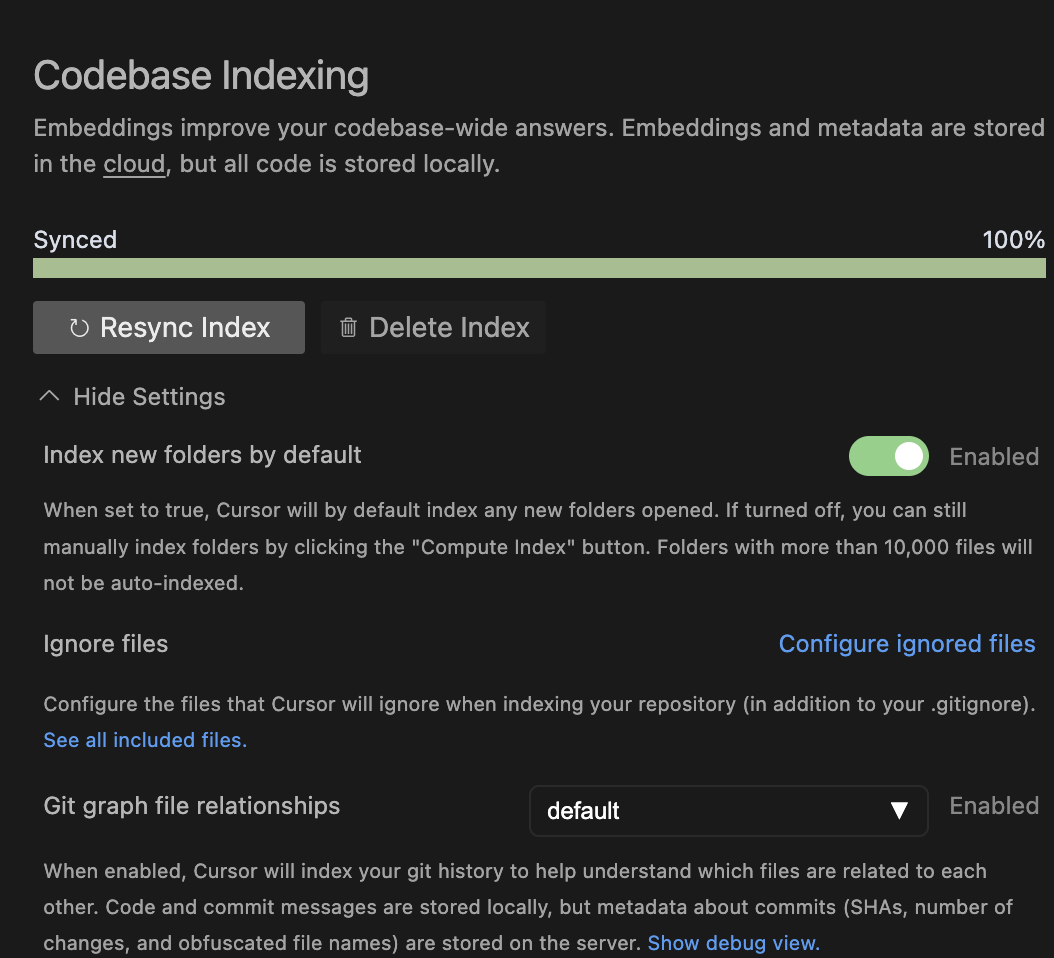 Codebase Indexing
Embeddings improve your codebase-wide answers. Embeddings and metadata are stored
in the cloud, but all code is stored locally.
Synced 100%
Resync Index Delete Index
Hide Settings
Index new folders by default Enabled
When set to true, Cursor will by default index any new folders opened. If turned off, you can still
manually index folders by clicking the "Compute Index" button. Folders with more than 10,000 files will
not be auto-indexed.
Ignore files Configure ignored files
Configure the files that Cursor will ignore when indexing your repository (in addition to your .gitignore).
See all included files.
Git graph file relationships default Enabled
When enabled, Cursor will index your git history to help understand which files are related to each
other. Code and commit messages are stored locally, but metadata about commits (SHAs, number of
changes, and obfuscated file names) are stored on the server. Show debug view.